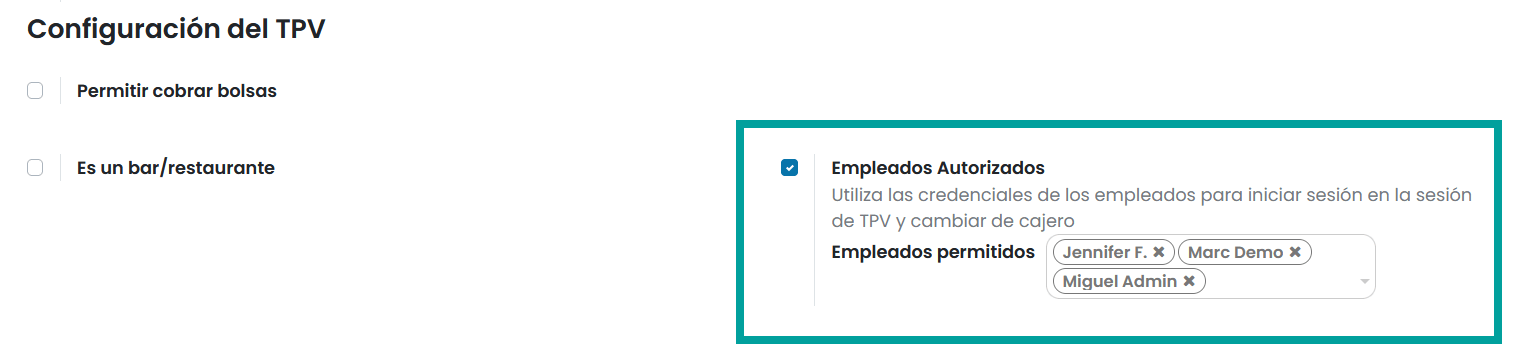 Configuración del TPV
Permitir cobrar bolsas
Es un bar/restaurante
Empleados Autorizados
Utiliza las credenciales de los empleados para iniciar sesión en la sesión
de TPV y cambiar de cajero
Empleados permitidos
Jennifer F. ✖ Marc Demo ✖
Miguel Admin ✖